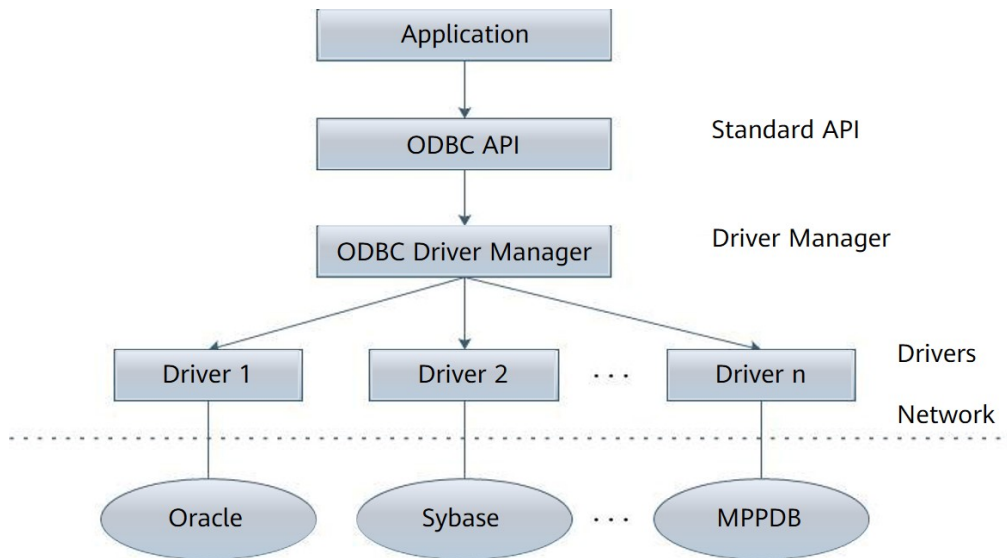 Application
ODBC API
Standard API
ODBC Driver Manager
Driver Manager
Driver 1
Driver 2
...
Driver n
Drivers
Network
Oracle
Sybase
...
MPPDB